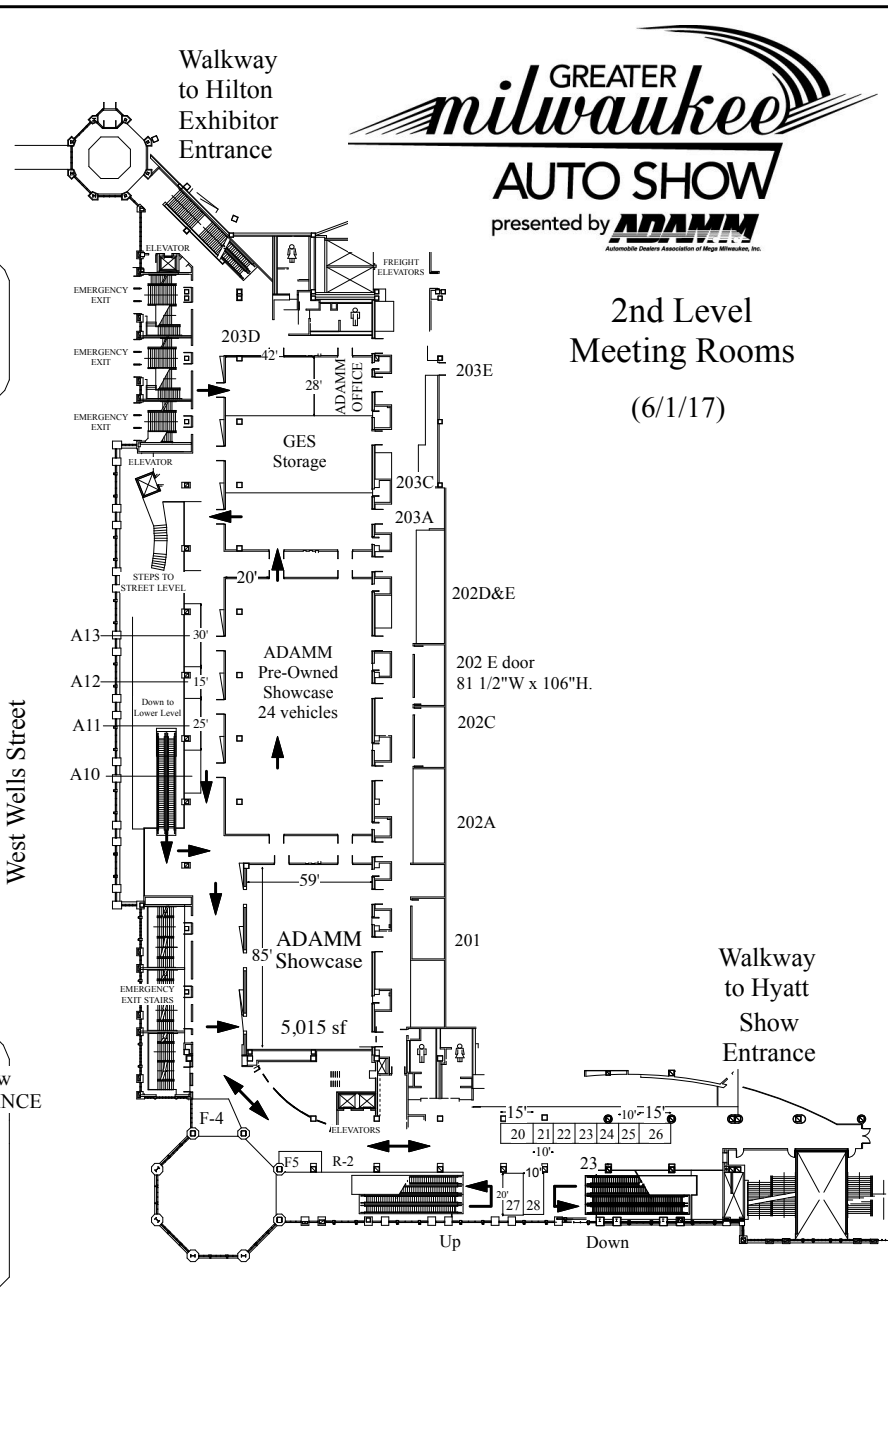 Walkway
to Hilton
Exhibitor
Entrance
GREATER
milwaukee
AUTO SHOW
presented by ADAMM
Automobile Dealers Association of Mega Milwaukee, Inc.
2nd Level
Meeting Rooms
(6/1/17)
ELEVATOR
FREIGHT
ELEVATORS
EMERGENCY
EXIT
203D
42'
EMERGENCY
EXIT
28'
ADAMM
OFFICE
203E
EMERGENCY
EXIT
GES
Storage
ELEVATOR
203C
203A
STEPS TO
STREET LEVEL
20'
202D&E
A13
30'
ADAMM
Pre-Owned
Showcase
24 vehicles
202 E door
81 1/2"W x 106"H.
A12
15'
Down to
Lower Level
A11
25'
202C
A10
West Wells Street
202A
59'
ADAMM
Showcase
85'
201
5,015 sf
EMERGENCY
EXIT STAIRS
Walkway
to Hyatt
Show
Entrance
w
NCE
F-4
ELEVATORS
15'
10'
15'
20
21
22
23
24
25
26
10'
F5
R-2
10'
23
20'
27
28
Up
Down